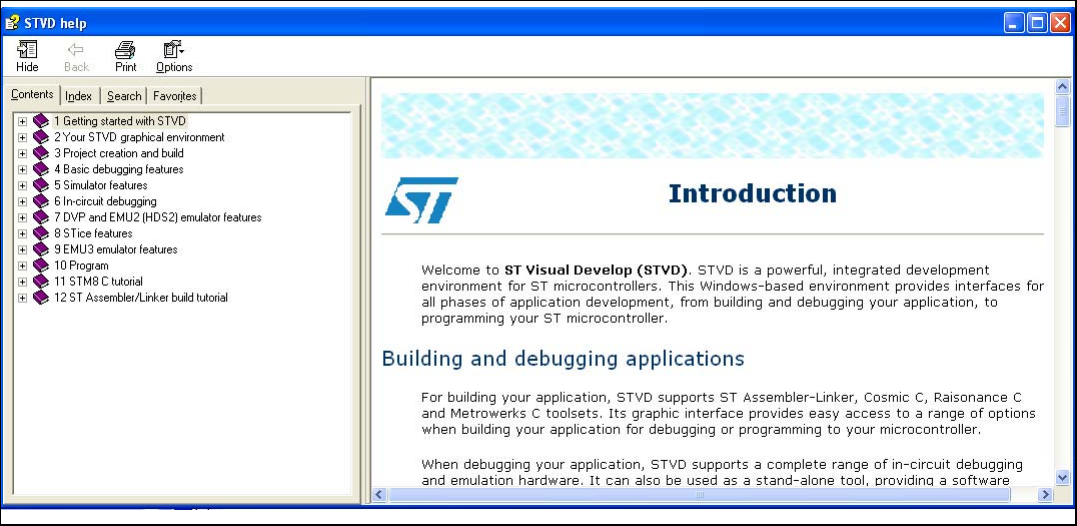 STVD help
Hide Back Print Options
Contents Index Search Favorites
1 Getting started with STVD
2 Your STVD graphical environment
3 Project creation and build
4 Basic debugging features
5 Simulator features
6 In-circuit debugging
7 DVP and EMU2 (HDS2) emulator features
8 STice features
9 EMU3 emulator features
10 Program
11 STM8 C tutorial
12 ST Assembler/Linker build tutorial
ST
Introduction
Welcome to ST Visual Develop (STVD). STVD is a powerful, integrated development
environment for ST microcontrollers. This Windows-based environment provides interfaces for
all phases of application development, from building and debugging your application, to
programming your ST microcontroller.
Building and debugging applications
For building your application, STVD supports ST Assembler-Linker, Cosmic C, Raisonance C
and Metrowerks C toolsets. Its graphic interface provides easy access to a range of options
when building your application for debugging or programming to your microcontroller.
When debugging your application, STVD supports a complete range of in-circuit debugging
and emulation hardware. It can also be used as a stand-alone tool, providing a software